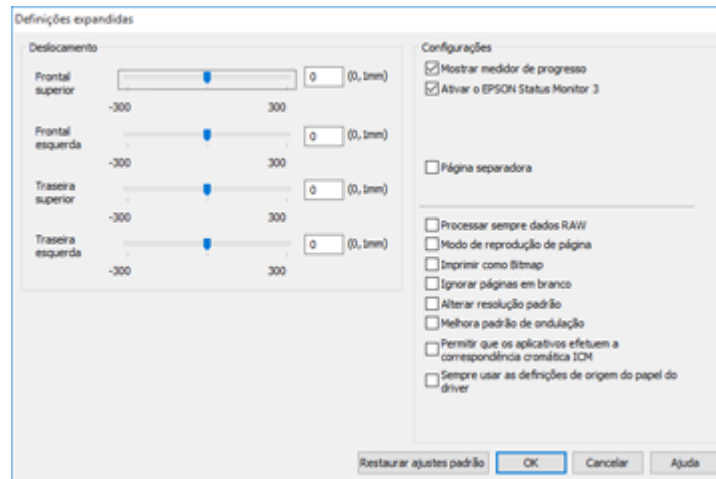 Definições expandidas
Deslocamento
Frontal superior
0 (0,1mm)
-300 300
Frontal esquerda
0 (0,1mm)
-300 300
Traseira superior
0 (0,1mm)
-300 300
Traseira esquerda
0 (0,1mm)
-300 300
Configurações
Mostrar medidor de progresso
Ativar o EPSON Status Monitor 3
Página separadora
Processar sempre dados RAW
Modo de reprodução de página
Imprimir como Bitmap
Ignorar páginas em branco
Alterar resolução padrão
Melhora padrão de ondulação
Permitir que os aplicativos efetuem a
correspondência cromática ICM
Sempre usar as definições de origem do papel do
driver
Restaurar ajustes padrão OK Cancelar Ajuda